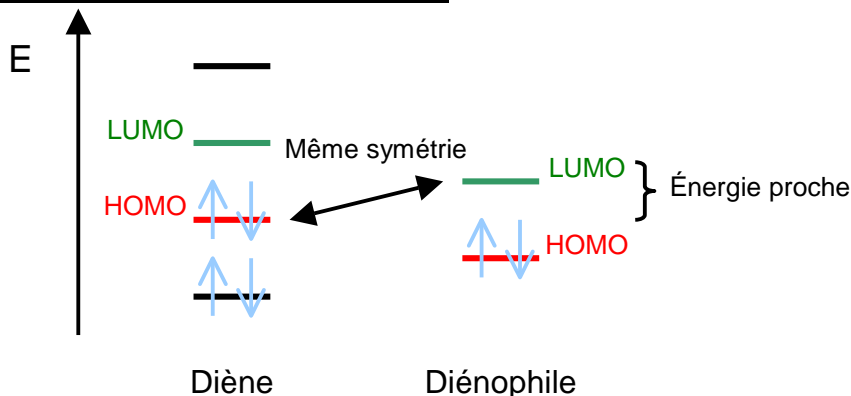 E
LUMO
Même symétrie
LUMO
Énergie proche
HOMO
HOMO
Diène
Diénophile